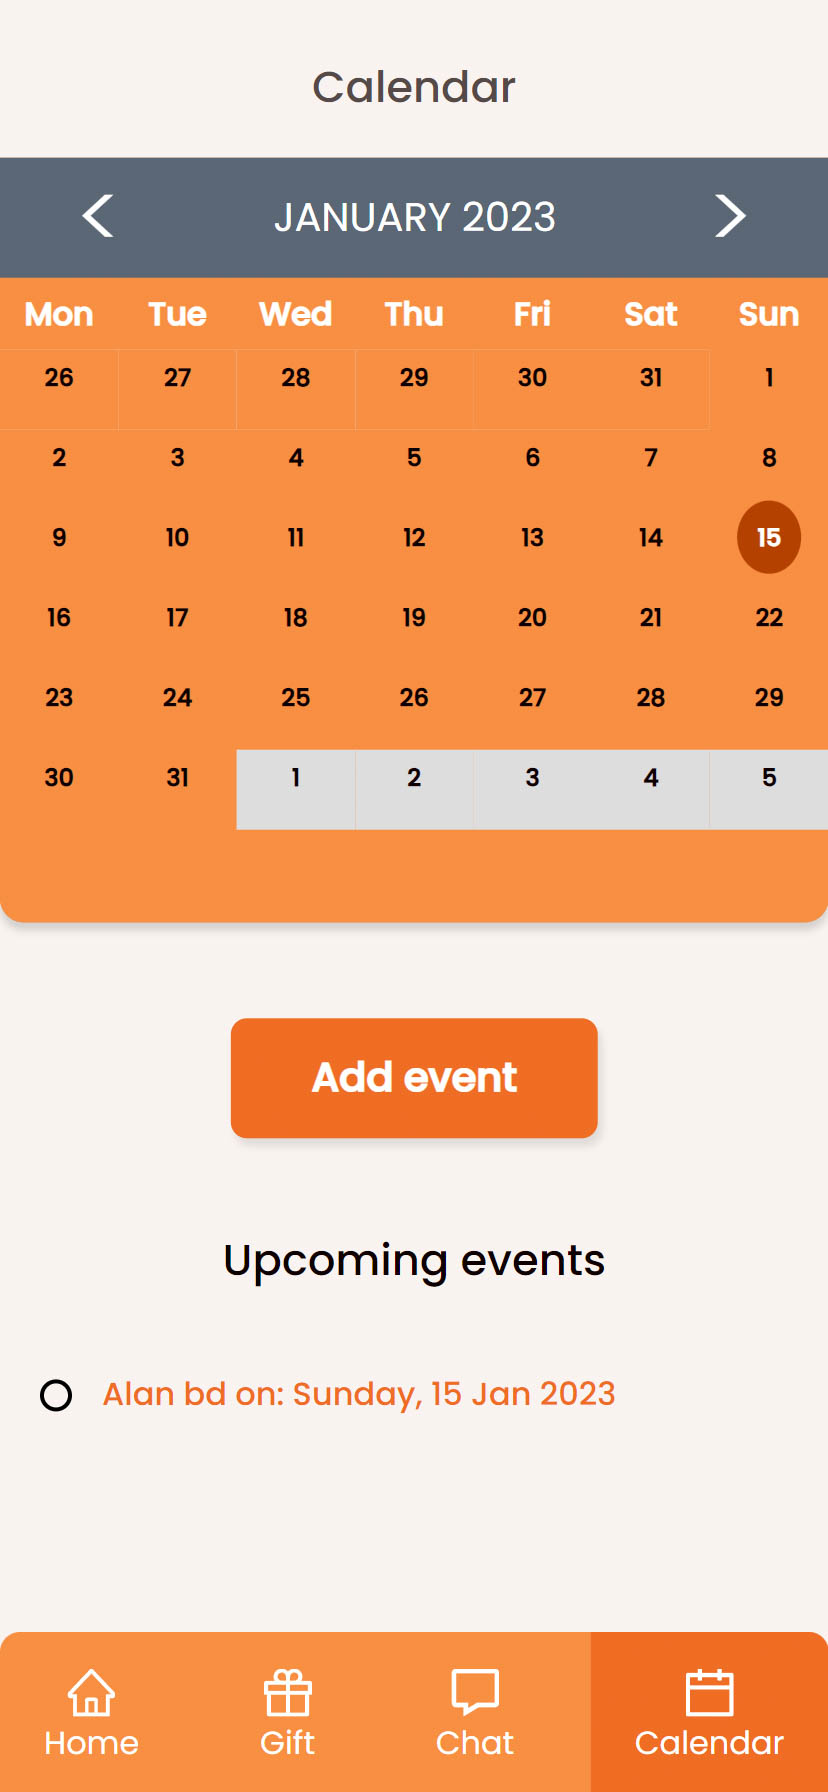 Calendar
JANUARY 2023
Mon Tue Wed Thu Fri Sat Sun
26 27 28 29 30 31 1
2 3 4 5 6 7 8
9 10 11 12 13 14 15
16 17 18 19 20 21 22
23 24 25 26 27 28 29
30 31 1 2 3 4 5
Add event
Upcoming events
Alan bd on: Sunday, 15 Jan 2023
Home Gift Chat Calendar